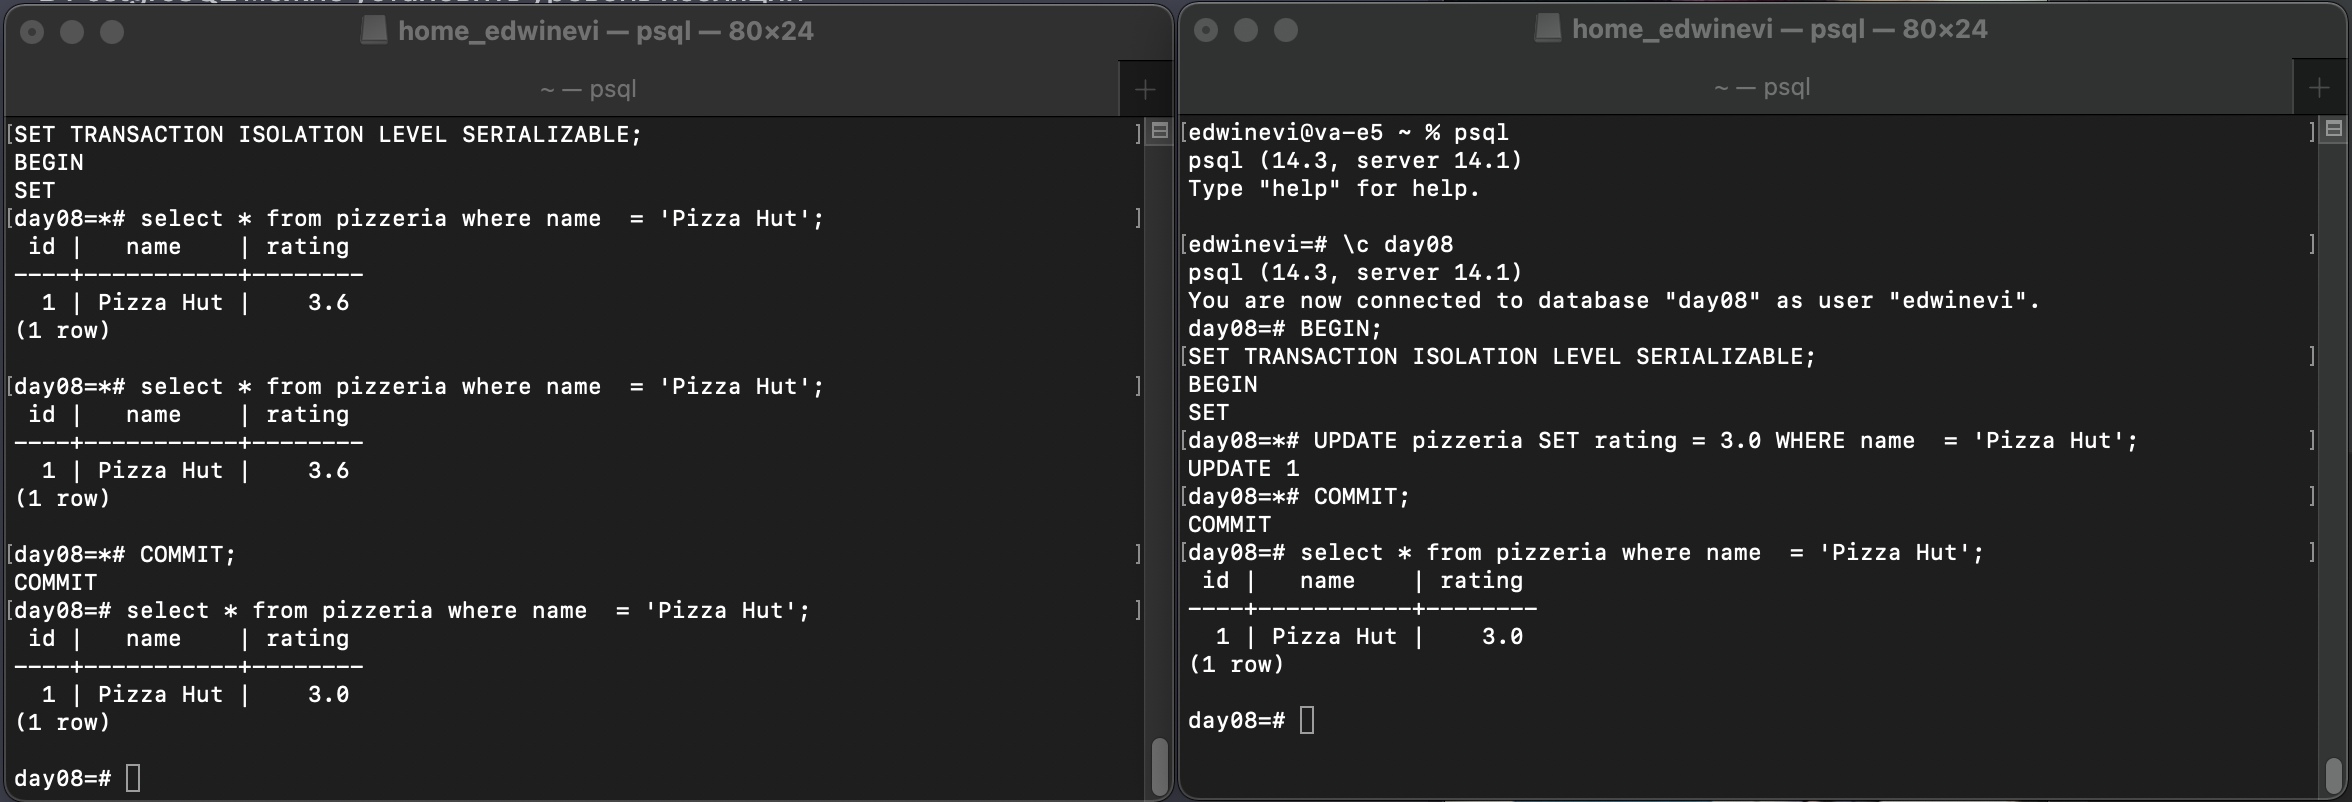 home_edwinevi — psql — 80×24
~ — psql
SET TRANSACTION ISOLATION LEVEL SERIALIZABLE;
BEGIN
SET
day08=*# select * from pizzeria where name  = 'Pizza Hut';
 id |   name    | rating
----+-----------+--------
  1 | Pizza Hut |    3.6
(1 row)
day08=*# select * from pizzeria where name  = 'Pizza Hut';
 id |   name    | rating
----+-----------+--------
  1 | Pizza Hut |    3.6
(1 row)
day08=*# COMMIT;
COMMIT
day08=# select * from pizzeria where name  = 'Pizza Hut';
 id |   name    | rating
----+-----------+--------
  1 | Pizza Hut |    3.0
(1 row)
day08=#
home_edwinevi — psql — 80×24
~ — psql
edwinevi@va-e5 ~ % psql
psql (14.3, server 14.1)
Type "help" for help.
edwinevi=# \c day08
psql (14.3, server 14.1)
You are now connected to database "day08" as user "edwinevi".
day08=# BEGIN;
SET TRANSACTION ISOLATION LEVEL SERIALIZABLE;
BEGIN
SET
day08=*# UPDATE pizzeria SET rating = 3.0 WHERE name  = 'Pizza Hut';
UPDATE 1
day08=*# COMMIT;
COMMIT
day08=# select * from pizzeria where name  = 'Pizza Hut';
 id |   name    | rating
----+-----------+--------
  1 | Pizza Hut |    3.0
(1 row)
day08=#